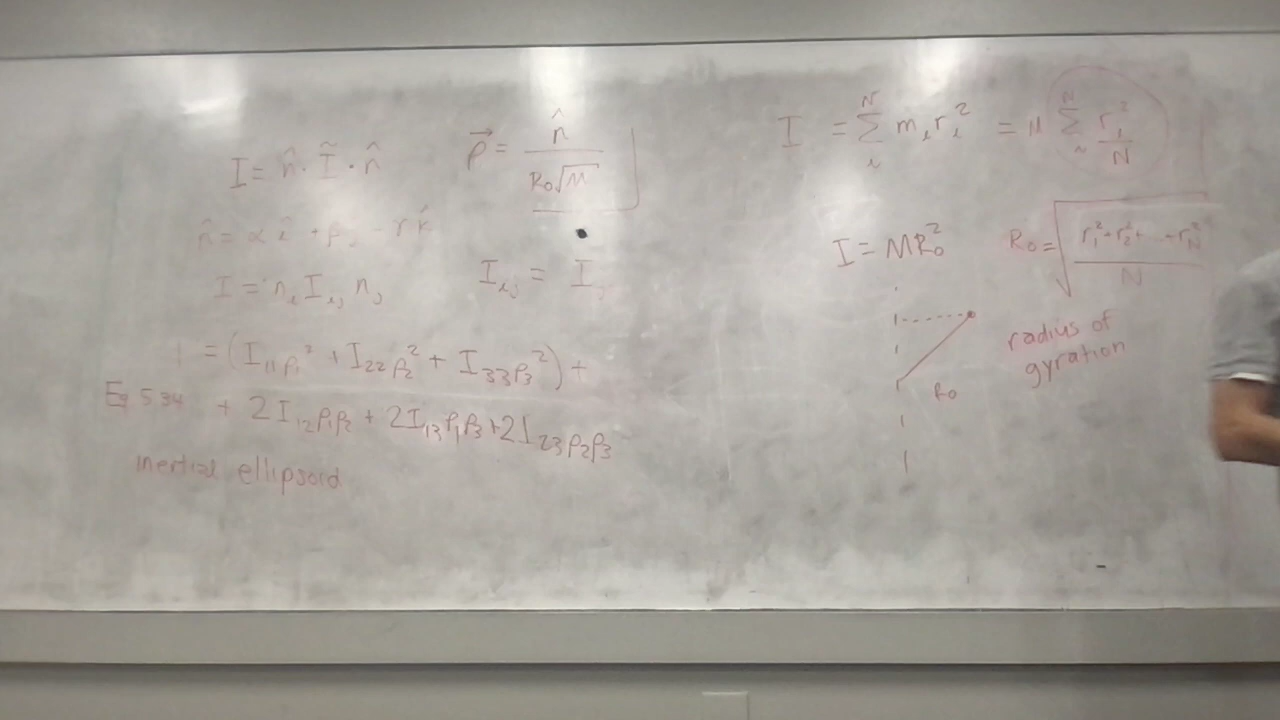 I = n̂ · Ĩ · n̂
ρ⃗ = n̂ / R₀√M
n̂ = α î + β j - γ k̂
I = nᵢ Iᵢⱼ nⱼ
Iᵢⱼ = Iⱼ
1 = (I₁₁ρ₁² + I₂₂ρ₂² + I₃₃ρ₃²) +
Eq 5.34 + 2I₁₂ρ₁ρ₂ + 2I₁₃ρ₁ρ₃ + 2I₂₃ρ₂ρ₃
inertial ellipsoid
I = Σᵢᴺ mᵢrᵢ² = M Σᵢᴺ rᵢ²/N
I = MR₀²
R₀ = √((r₁²+r₂²+...+r_N²)/N)
radius of
gyration
R₀